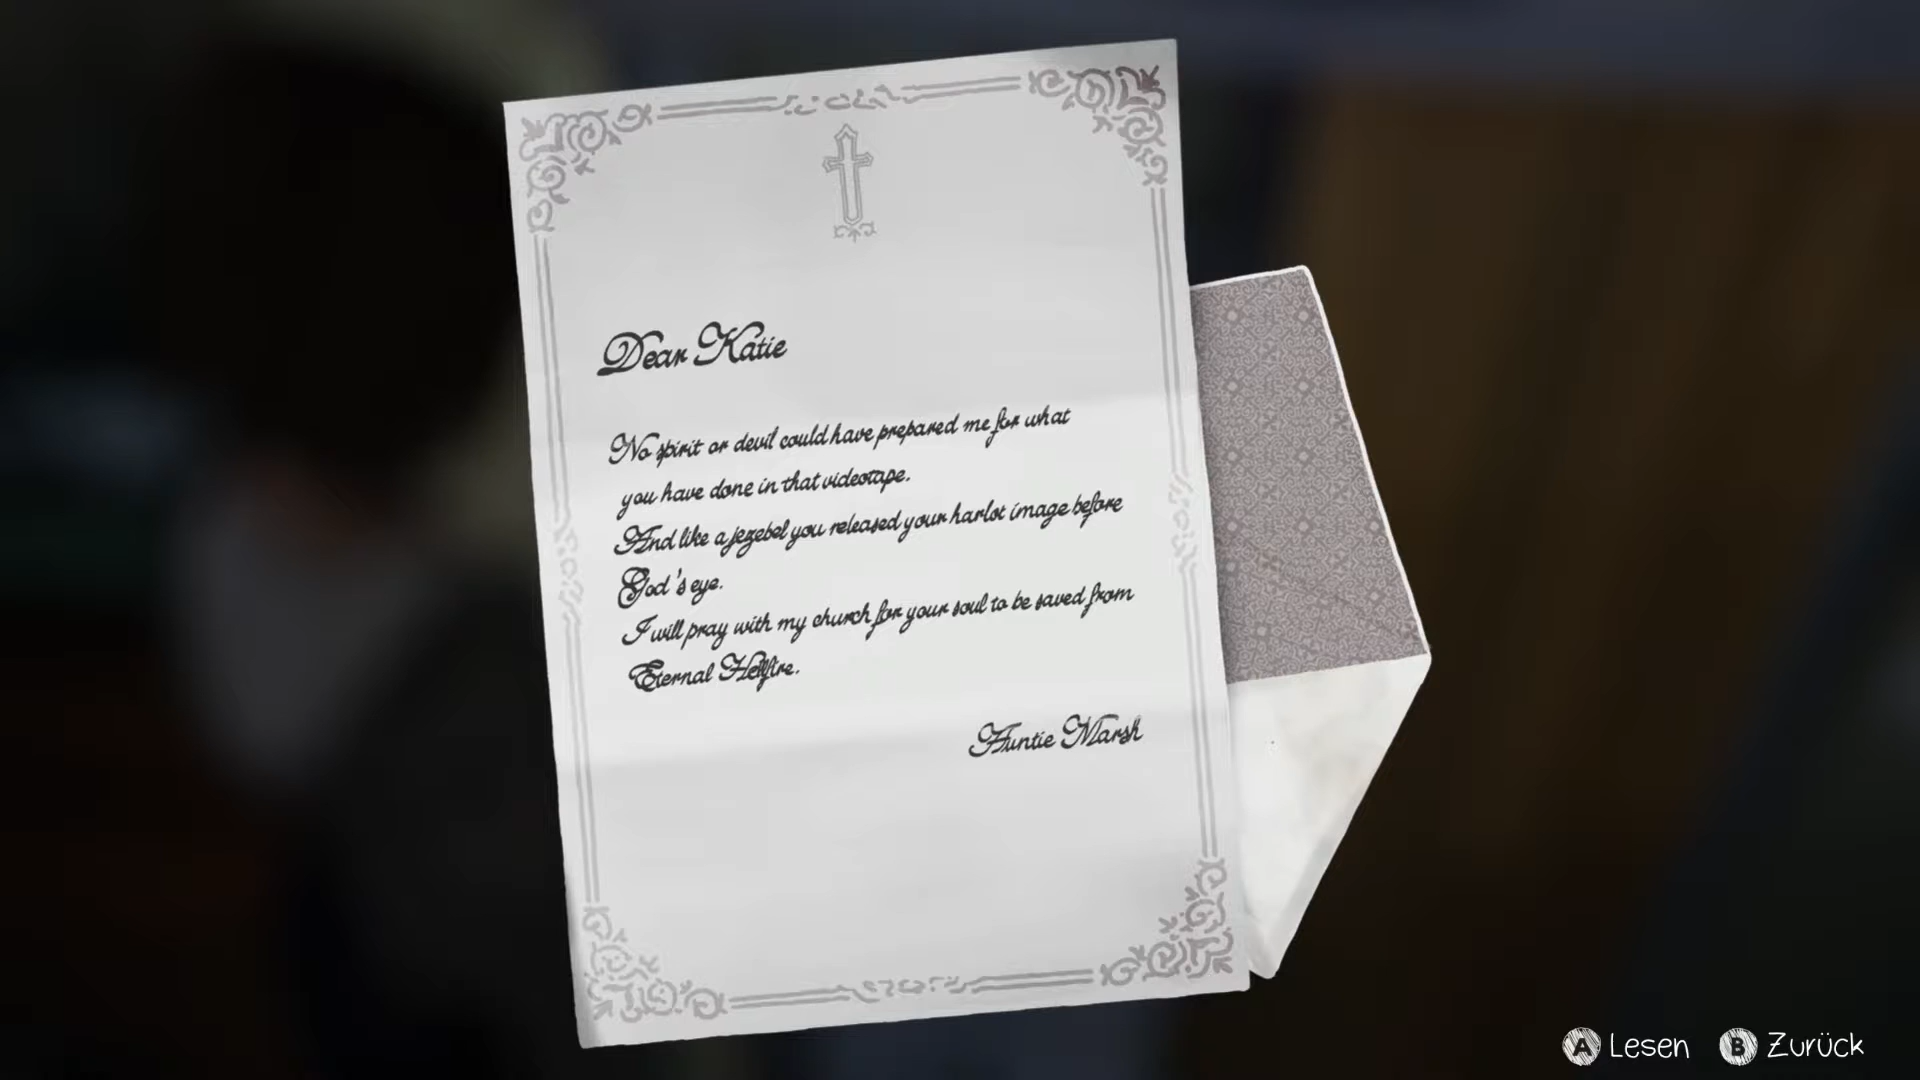 Dear Katie
No spirit or devil could have prepared me for what
you have done in that videotape.
And like a jezebel you released your harlot image before
God's eye.
I will pray with my church for your soul to be saved from
Eternal Hellfire.
Auntie Marsh
A Lesen B Zurück